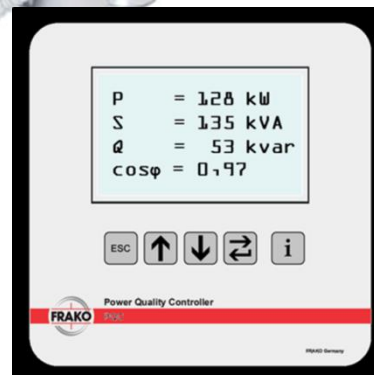 P = 128 kW
S = 135 kVA
Q = 53 kvar
cosφ = 0,97
ESC
i
Power Quality Controller
FRAKO
FRAKO Germany